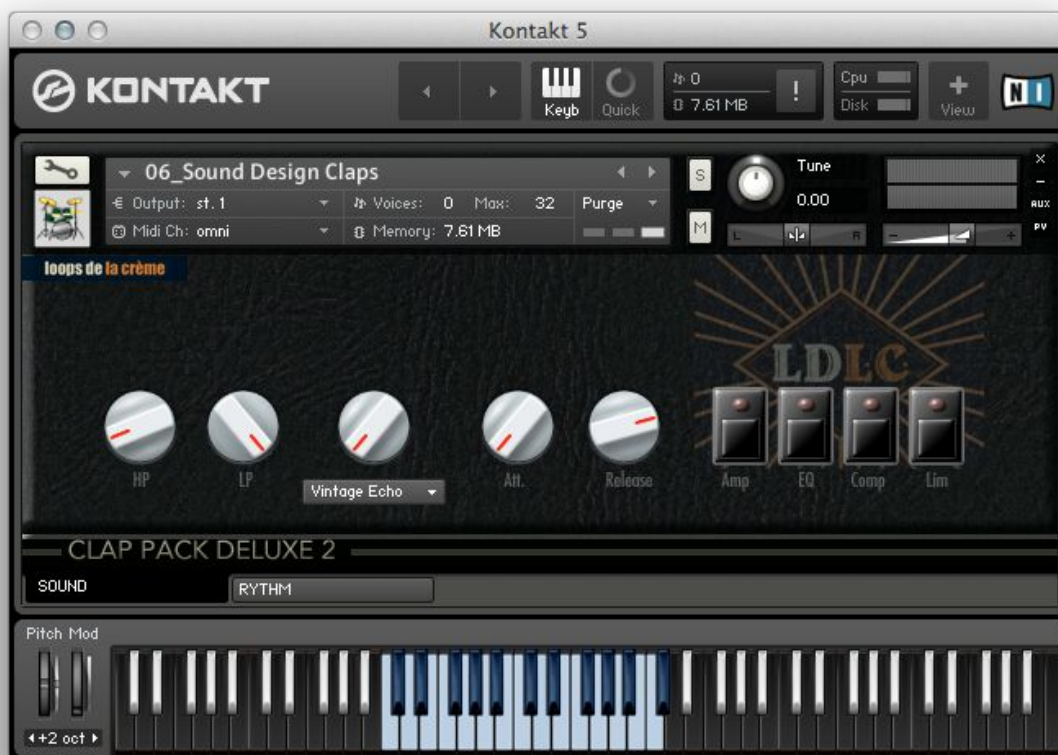 Kontakt 5
KONTAKT
Keyb
Quick
0
7.61 MB
!
Cpu
Disk
View
NI
06_Sound Design Claps
Output: st. 1
Voices: 0 Max: 32
Purge
Midi Ch: omni
Memory: 7.61 MB
S
M
Tune
0.00
L
R
AUX
PV
loops de la crème
LDLC
HP
LP
Vintage Echo
Att.
Release
Amp
EQ
Comp
Lim
CLAP PACK DELUXE 2
SOUND
RYTHM
Pitch Mod
+2 oct